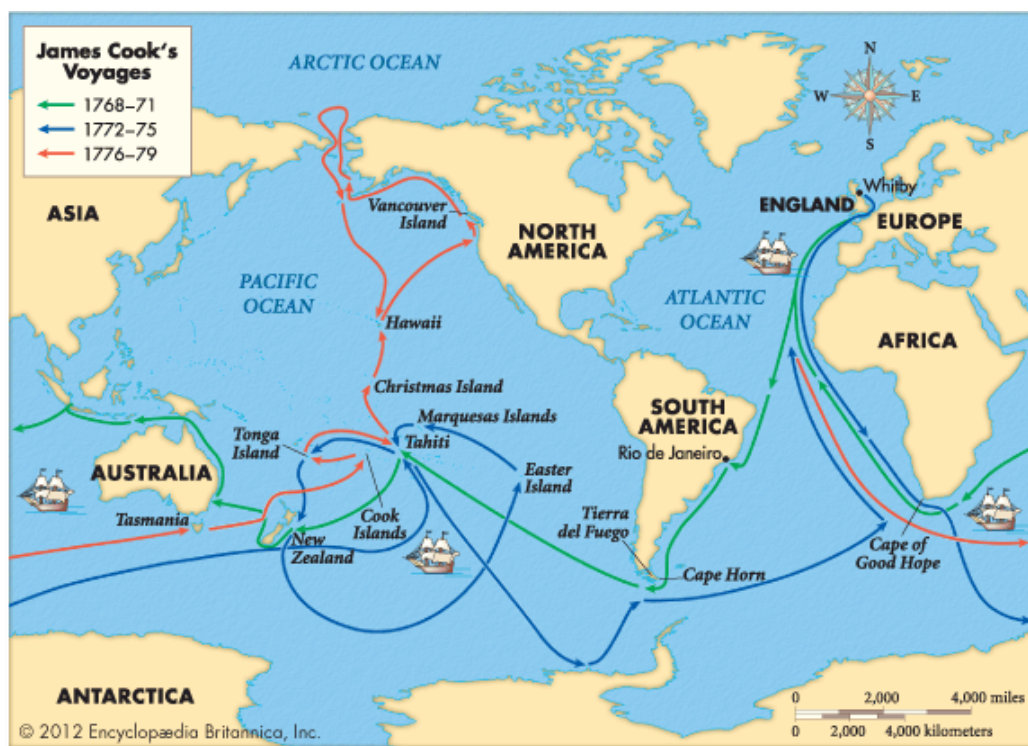 James Cook's
Voyages
1768–71
1772–75
1776–79
ARCTIC OCEAN
N
W
E
S
ASIA
Vancouver
Island
NORTH
AMERICA
ENGLAND
Whitby
EUROPE
PACIFIC
OCEAN
ATLANTIC
OCEAN
Hawaii
AFRICA
Christmas Island
Marquesas Islands
SOUTH
AMERICA
Tonga
Island
Tahiti
Rio de Janeiro
AUSTRALIA
Easter
Island
Tasmania
Cook
Islands
Tierra
del Fuego
New
Zealand
Cape Horn
Cape of
Good Hope
ANTARCTICA
0 2,000 4,000 miles
0 2,000 4,000 kilometers
© 2012 Encyclopædia Britannica, Inc.